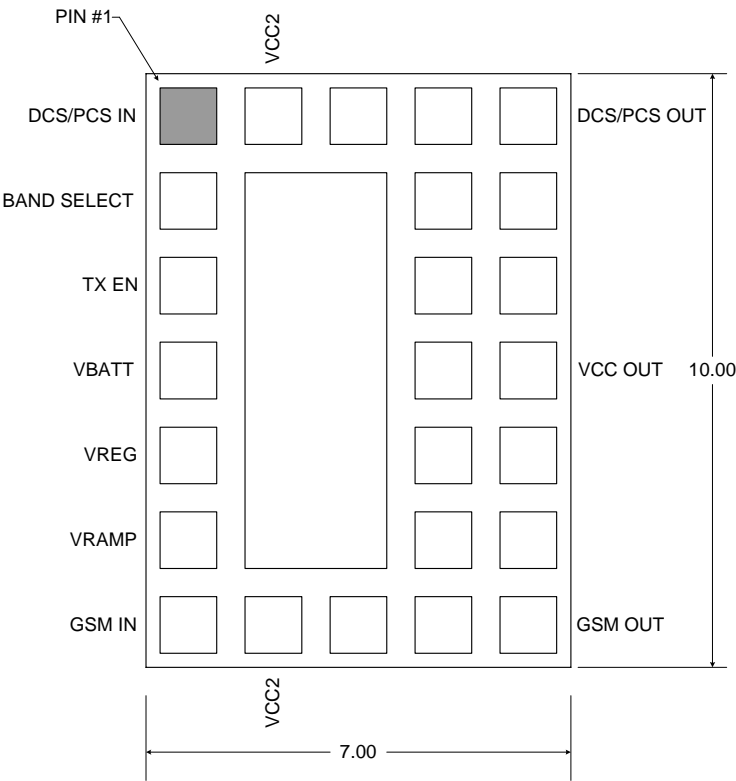 PIN #1
VCC2
DCS/PCS IN
DCS/PCS OUT
BAND SELECT
TX EN
VBATT
VCC OUT
10.00
VREG
VRAMP
GSM IN
GSM OUT
VCC2
7.00